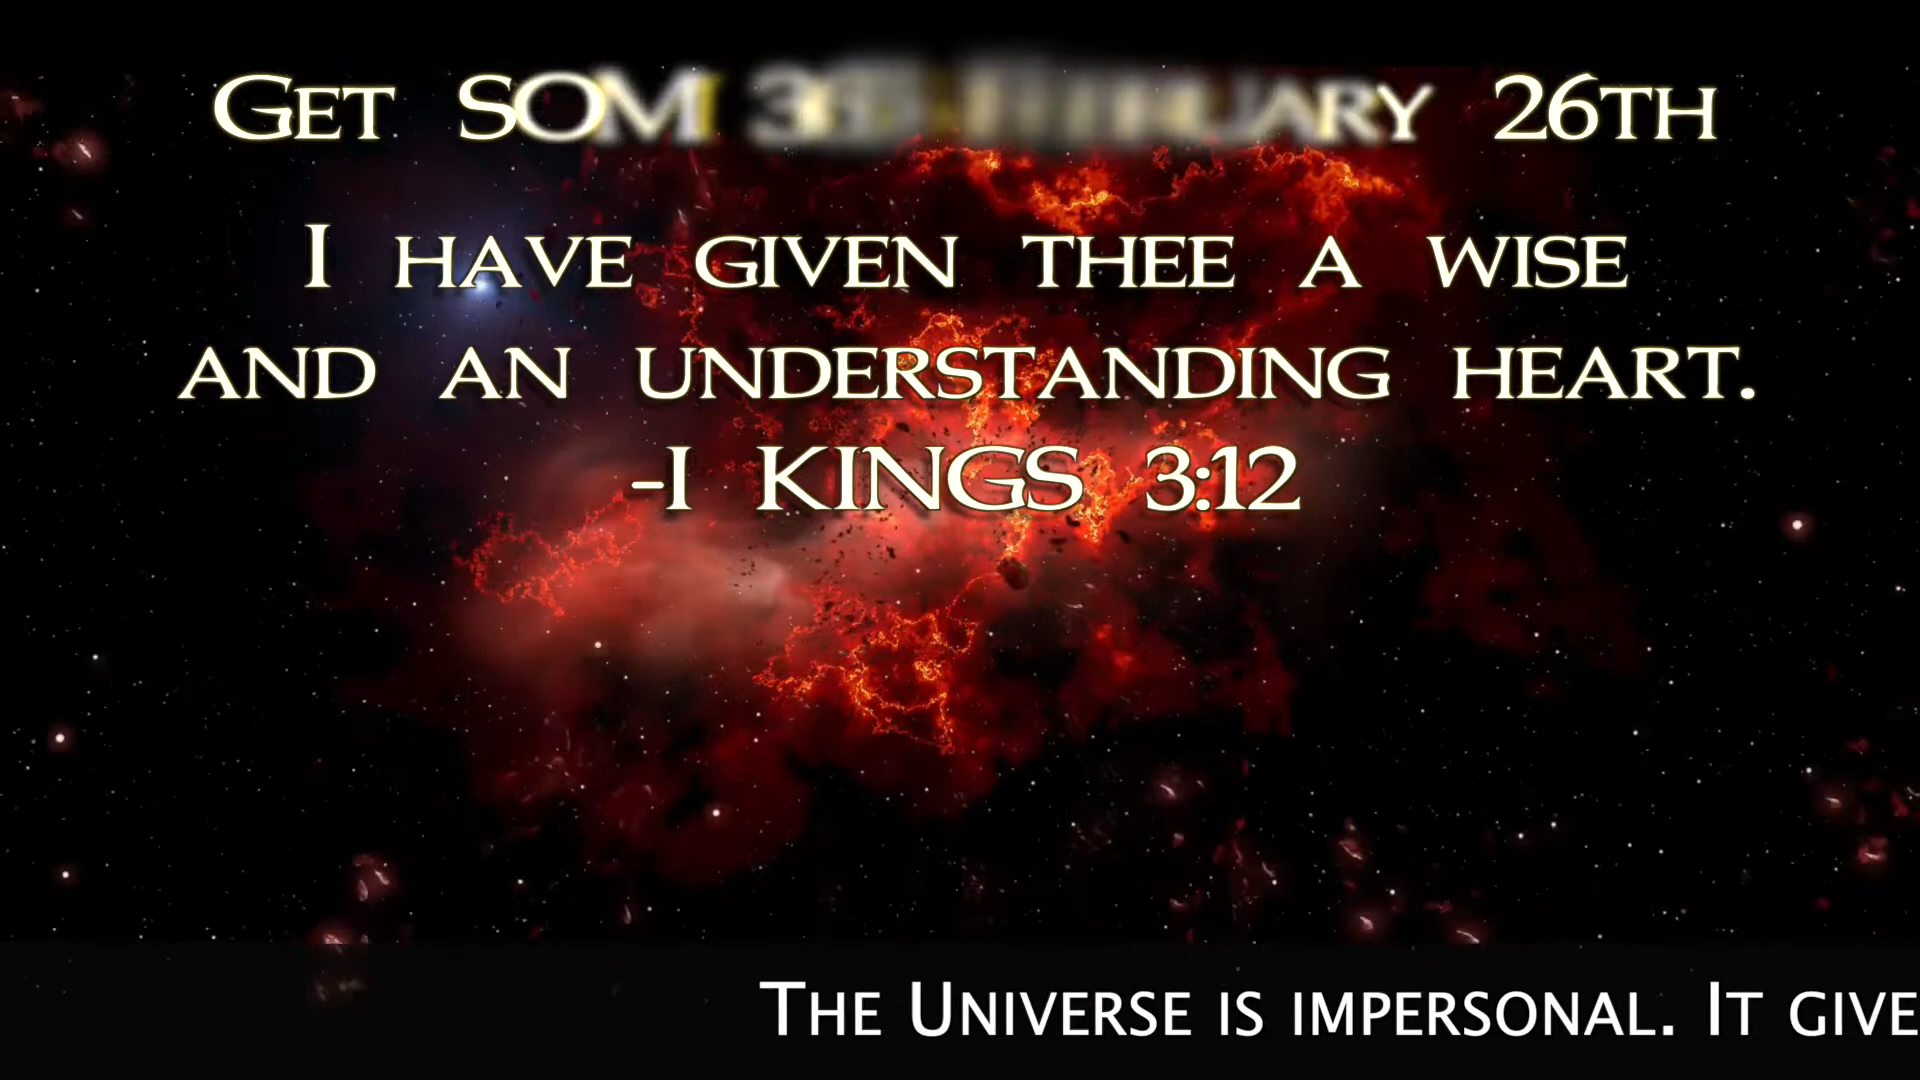 Get SOM 26TH
I HAVE GIVEN THEE A WISE
AND AN UNDERSTANDING HEART.
-I KINGS 3:12
THE UNIVERSE IS IMPERSONAL. IT GIVE